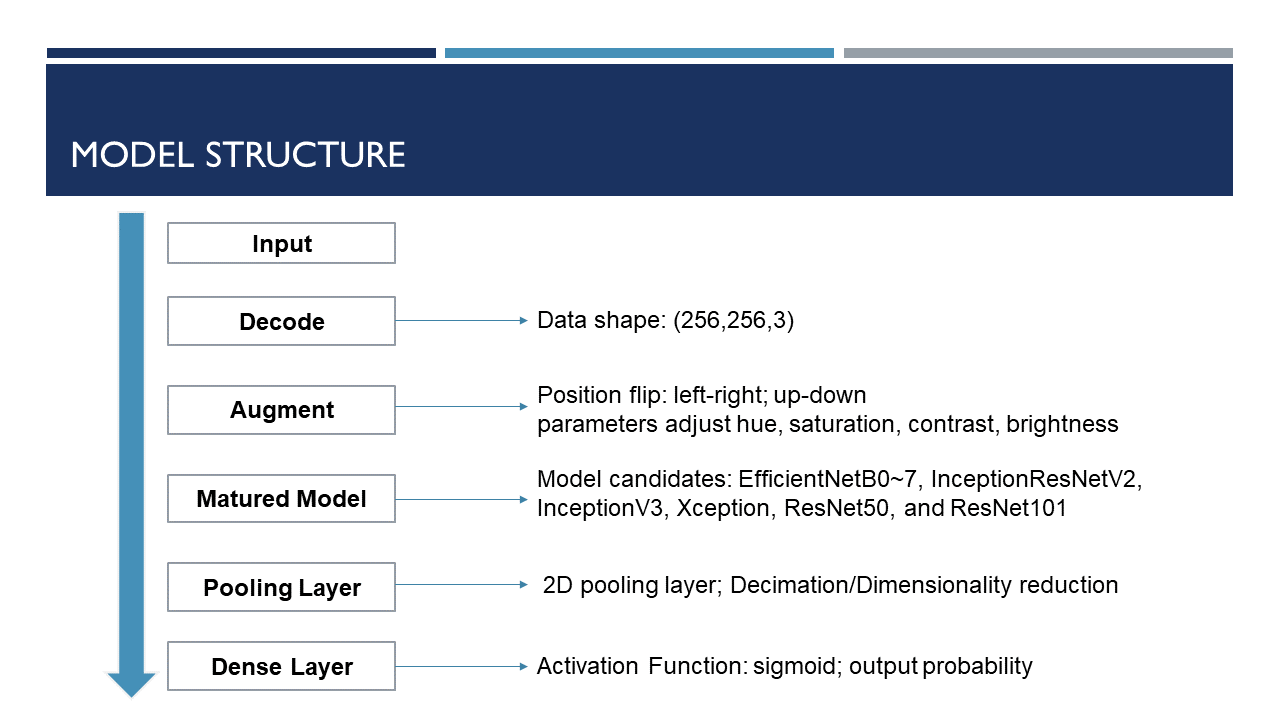 MODEL STRUCTURE
Input
Decode
Data shape: (256,256,3)
Augment
Position flip: left-right; up-down
parameters adjust hue, saturation, contrast, brightness
Matured Model
Model candidates: EfficientNetB0~7, InceptionResNetV2,
InceptionV3, Xception, ResNet50, and ResNet101
Pooling Layer
2D pooling layer; Decimation/Dimensionality reduction
Dense Layer
Activation Function: sigmoid; output probability